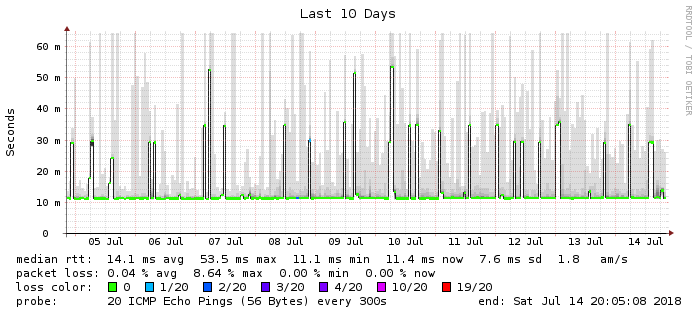 Last 10 Days
RRDTOOL / TOBI OETIKER
Seconds
60 m
50 m
40 m
30 m
20 m
10 m
0
05 Jul 06 Jul 07 Jul 08 Jul 09 Jul 10 Jul 11 Jul 12 Jul 13 Jul 14 Jul
median rtt: 14.1 ms avg 53.5 ms max 11.1 ms min 11.4 ms now 7.6 ms sd 1.8 am/s
packet loss: 0.04 % avg 8.64 % max 0.00 % min 0.00 % now
loss color: 0 1/20 2/20 3/20 4/20 10/20 19/20
probe: 20 ICMP Echo Pings (56 Bytes) every 300s end: Sat Jul 14 20:05:08 2018